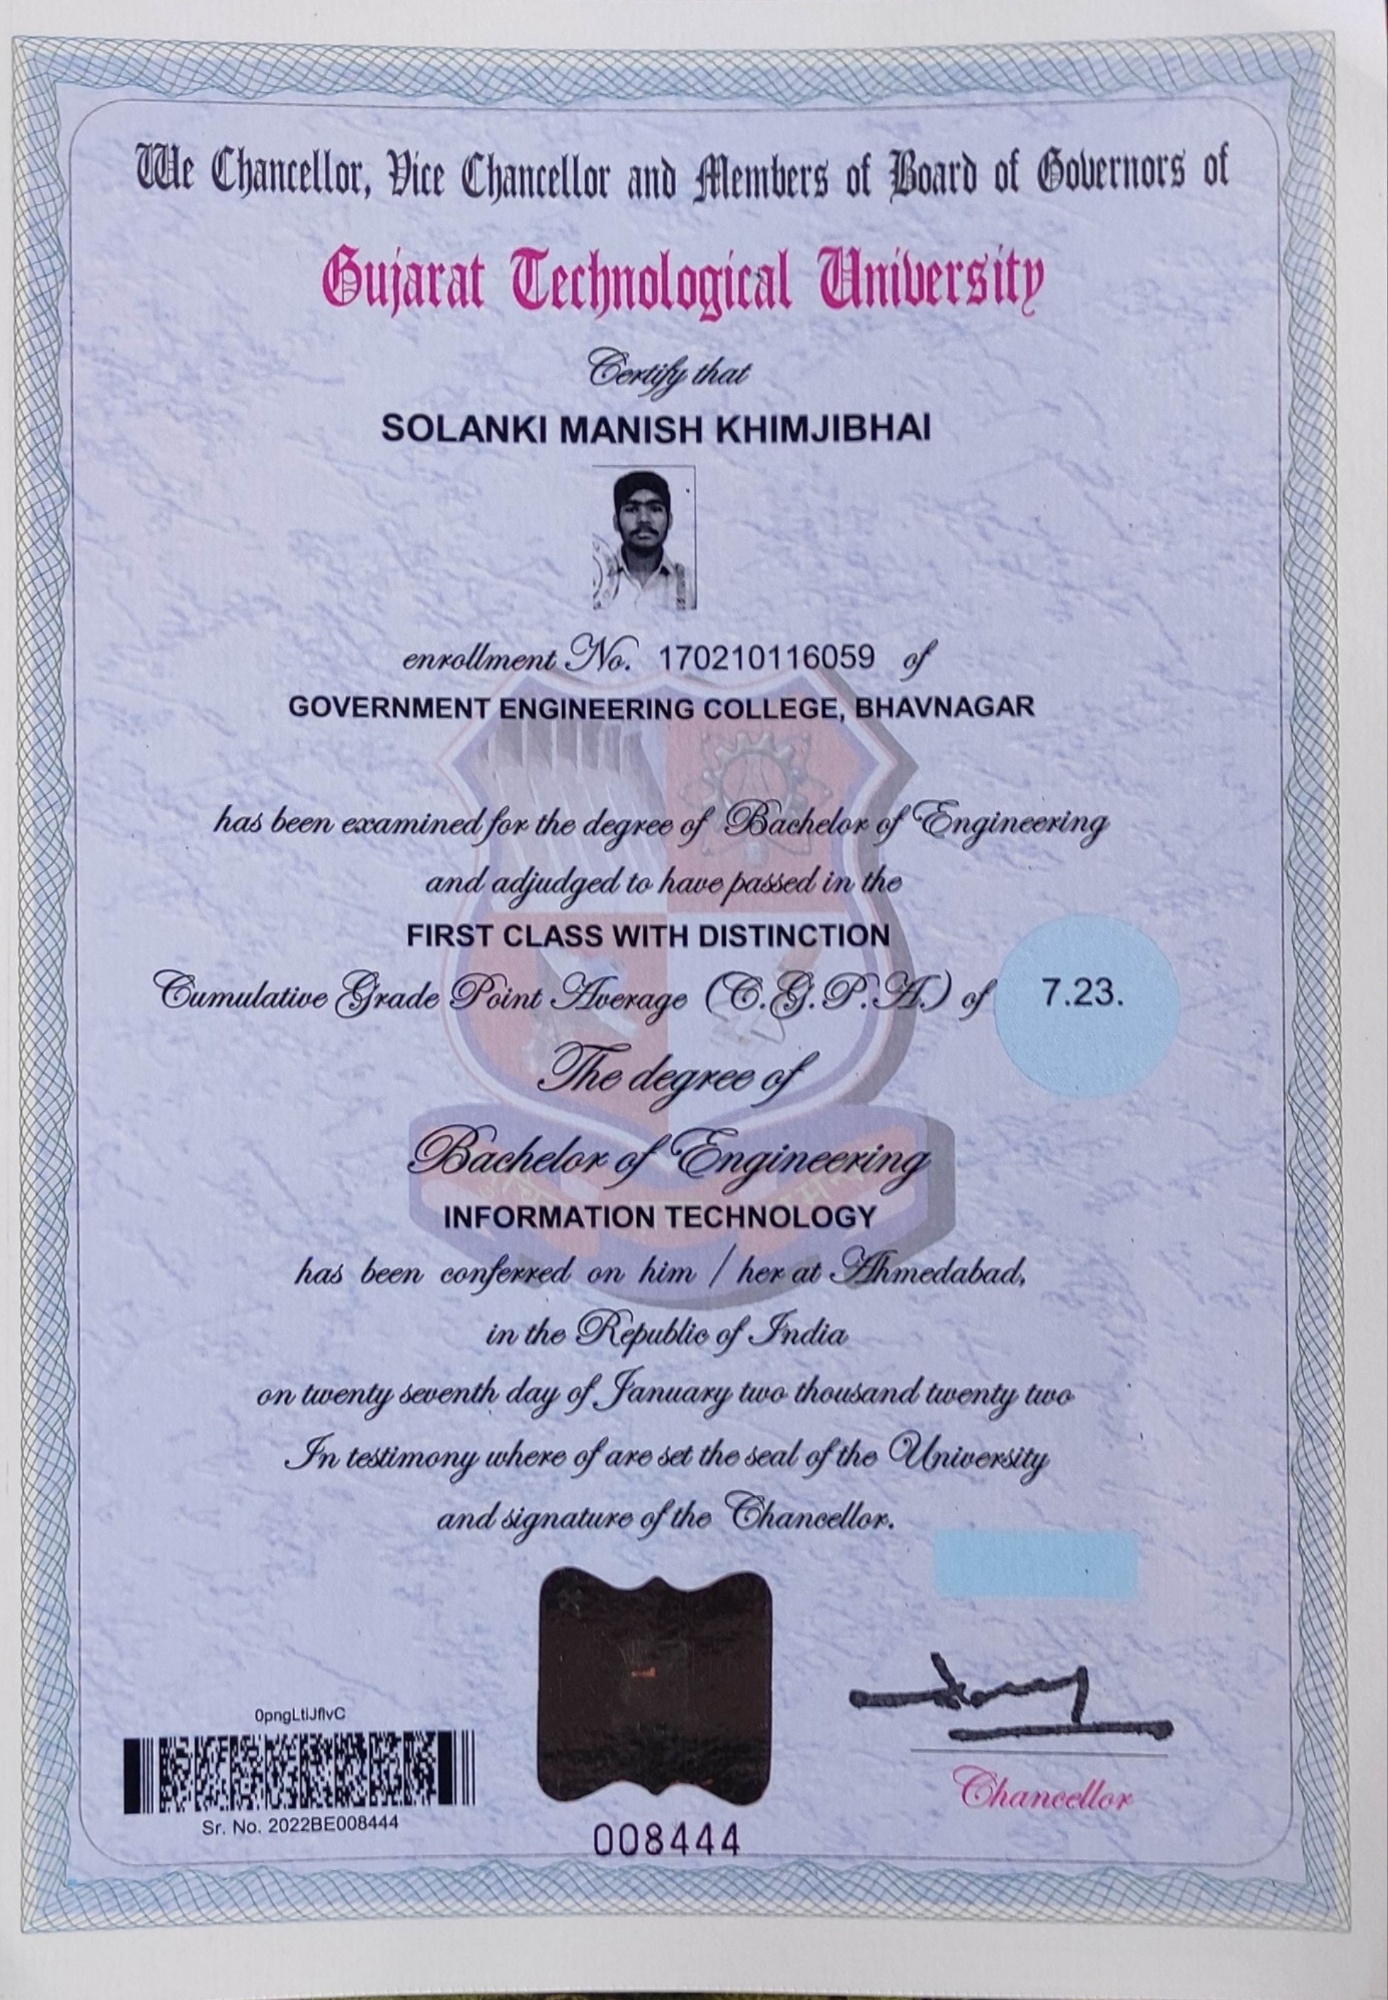 We Chancellor, Vice Chancellor and Members of Board of Governors of
Gujarat Technological University
Certify that
SOLANKI MANISH KHIMJIBHAI
enrollment No. 170210116059 of
GOVERNMENT ENGINEERING COLLEGE, BHAVNAGAR
has been examined for the degree of Bachelor of Engineering
and adjudged to have passed in the
FIRST CLASS WITH DISTINCTION
Cumulative Grade Point Average (C.G.P.A.) of 7.23.
The degree of
Bachelor of Engineering
INFORMATION TECHNOLOGY
has been conferred on him / her at Ahmedabad,
in the Republic of India
on twenty seventh day of January two thousand twenty two
In testimony where of are set the seal of the University
and signature of the Chancellor.
Chancellor
Sr. No. 2022BE008444
008444